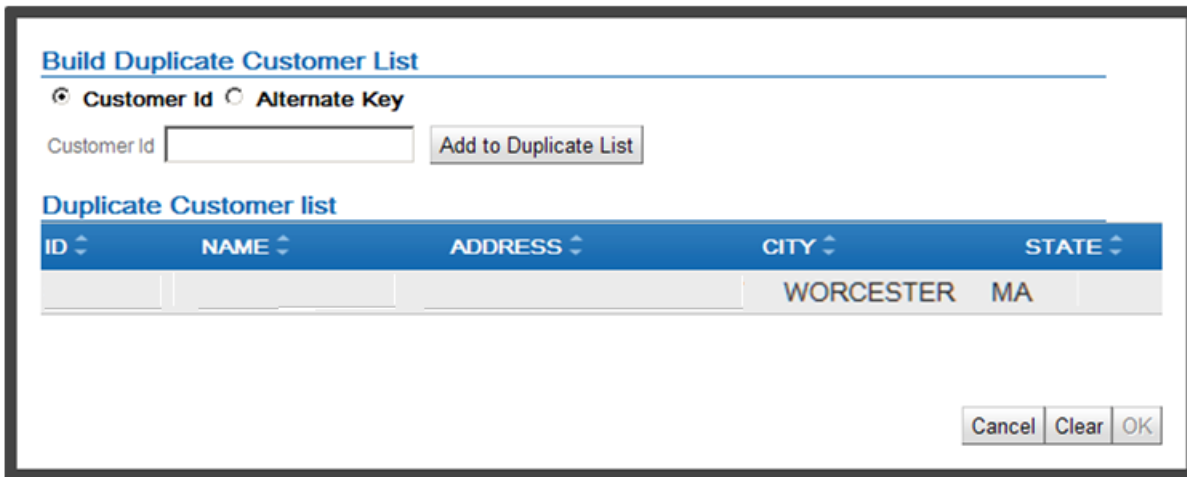 Build Duplicate Customer List
Customer Id Alternate Key
Customer Id Add to Duplicate List
Duplicate Customer list
ID NAME ADDRESS CITY STATE
WORCESTER MA
Cancel Clear OK